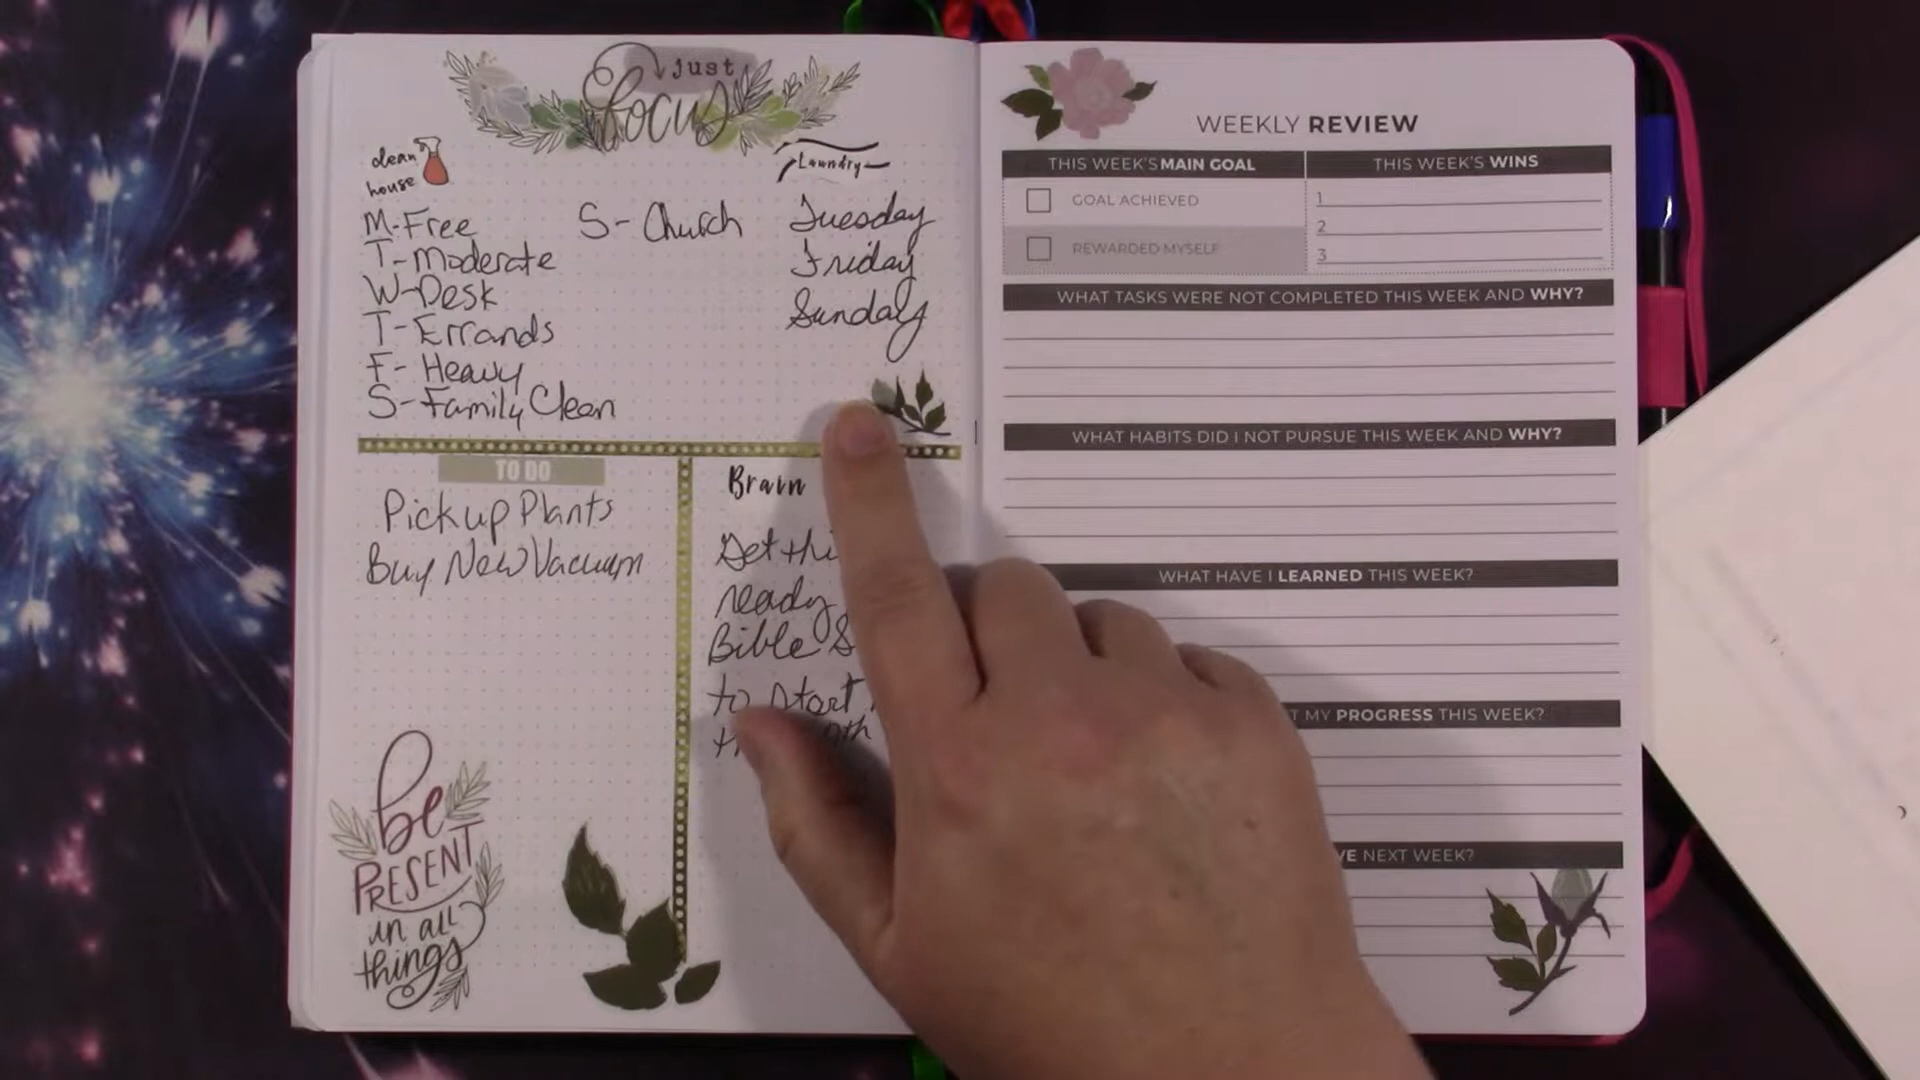 just
focus
clean
house
M-Free
T-Moderate
W-Desk
T-Errands
F- Heavy
S-Family Clean
S- Church
Laundry
Tuesday
Friday
Sunday
TO DO
Pick up Plants
Buy New Vacuum
be
PRESENT
in all
things
Brain
Get
ready
Bible
to start
WEEKLY REVIEW
THIS WEEK'S MAIN GOAL
GOAL ACHIEVED
REWARDED MYSELF
THIS WEEK'S WINS
1
2
3
WHAT TASKS WERE NOT COMPLETED THIS WEEK AND WHY?
WHAT HABITS DID I NOT PURSUE THIS WEEK AND WHY?
WHAT HAVE I LEARNED THIS WEEK?
MY PROGRESS THIS WEEK?
NEXT WEEK?